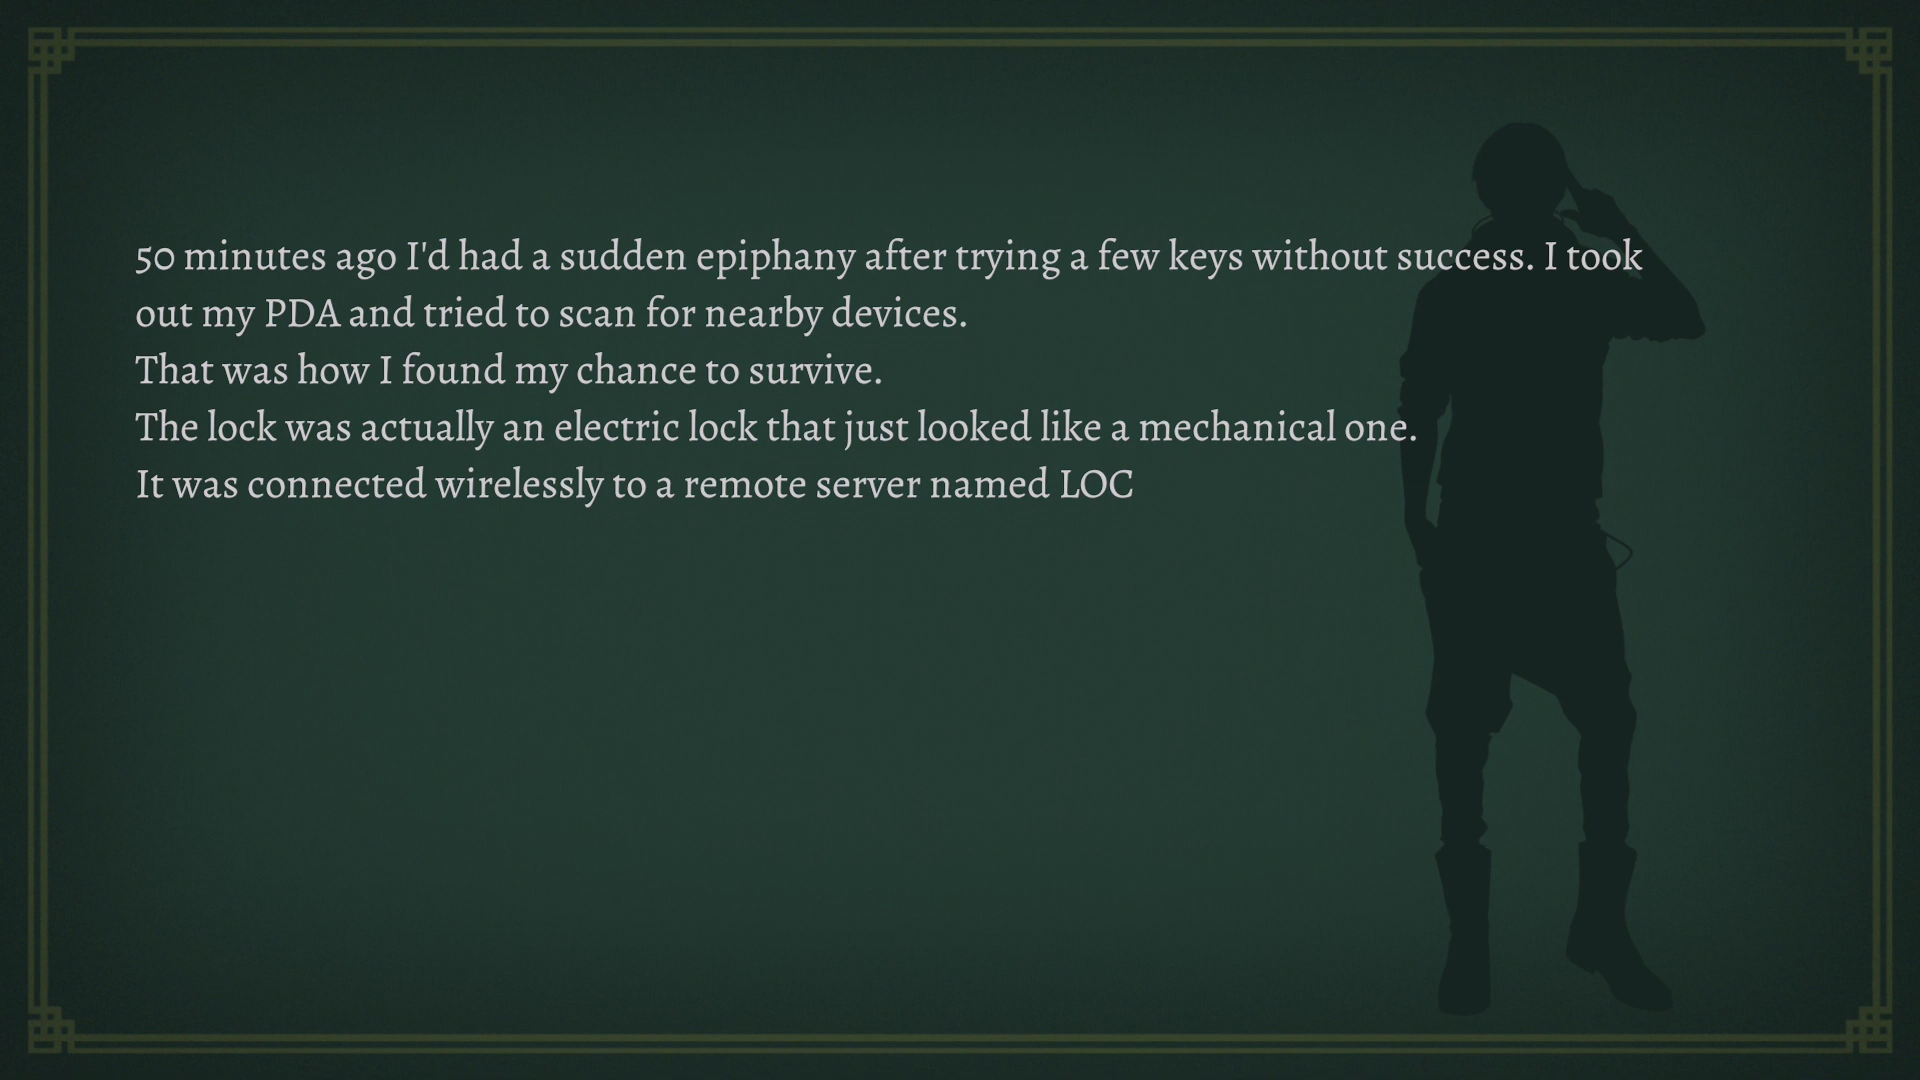 50 minutes ago I'd had a sudden epiphany after trying a few keys without success. I took
out my PDA and tried to scan for nearby devices.
That was how I found my chance to survive.
The lock was actually an electric lock that just looked like a mechanical one.
It was connected wirelessly to a remote server named LOC